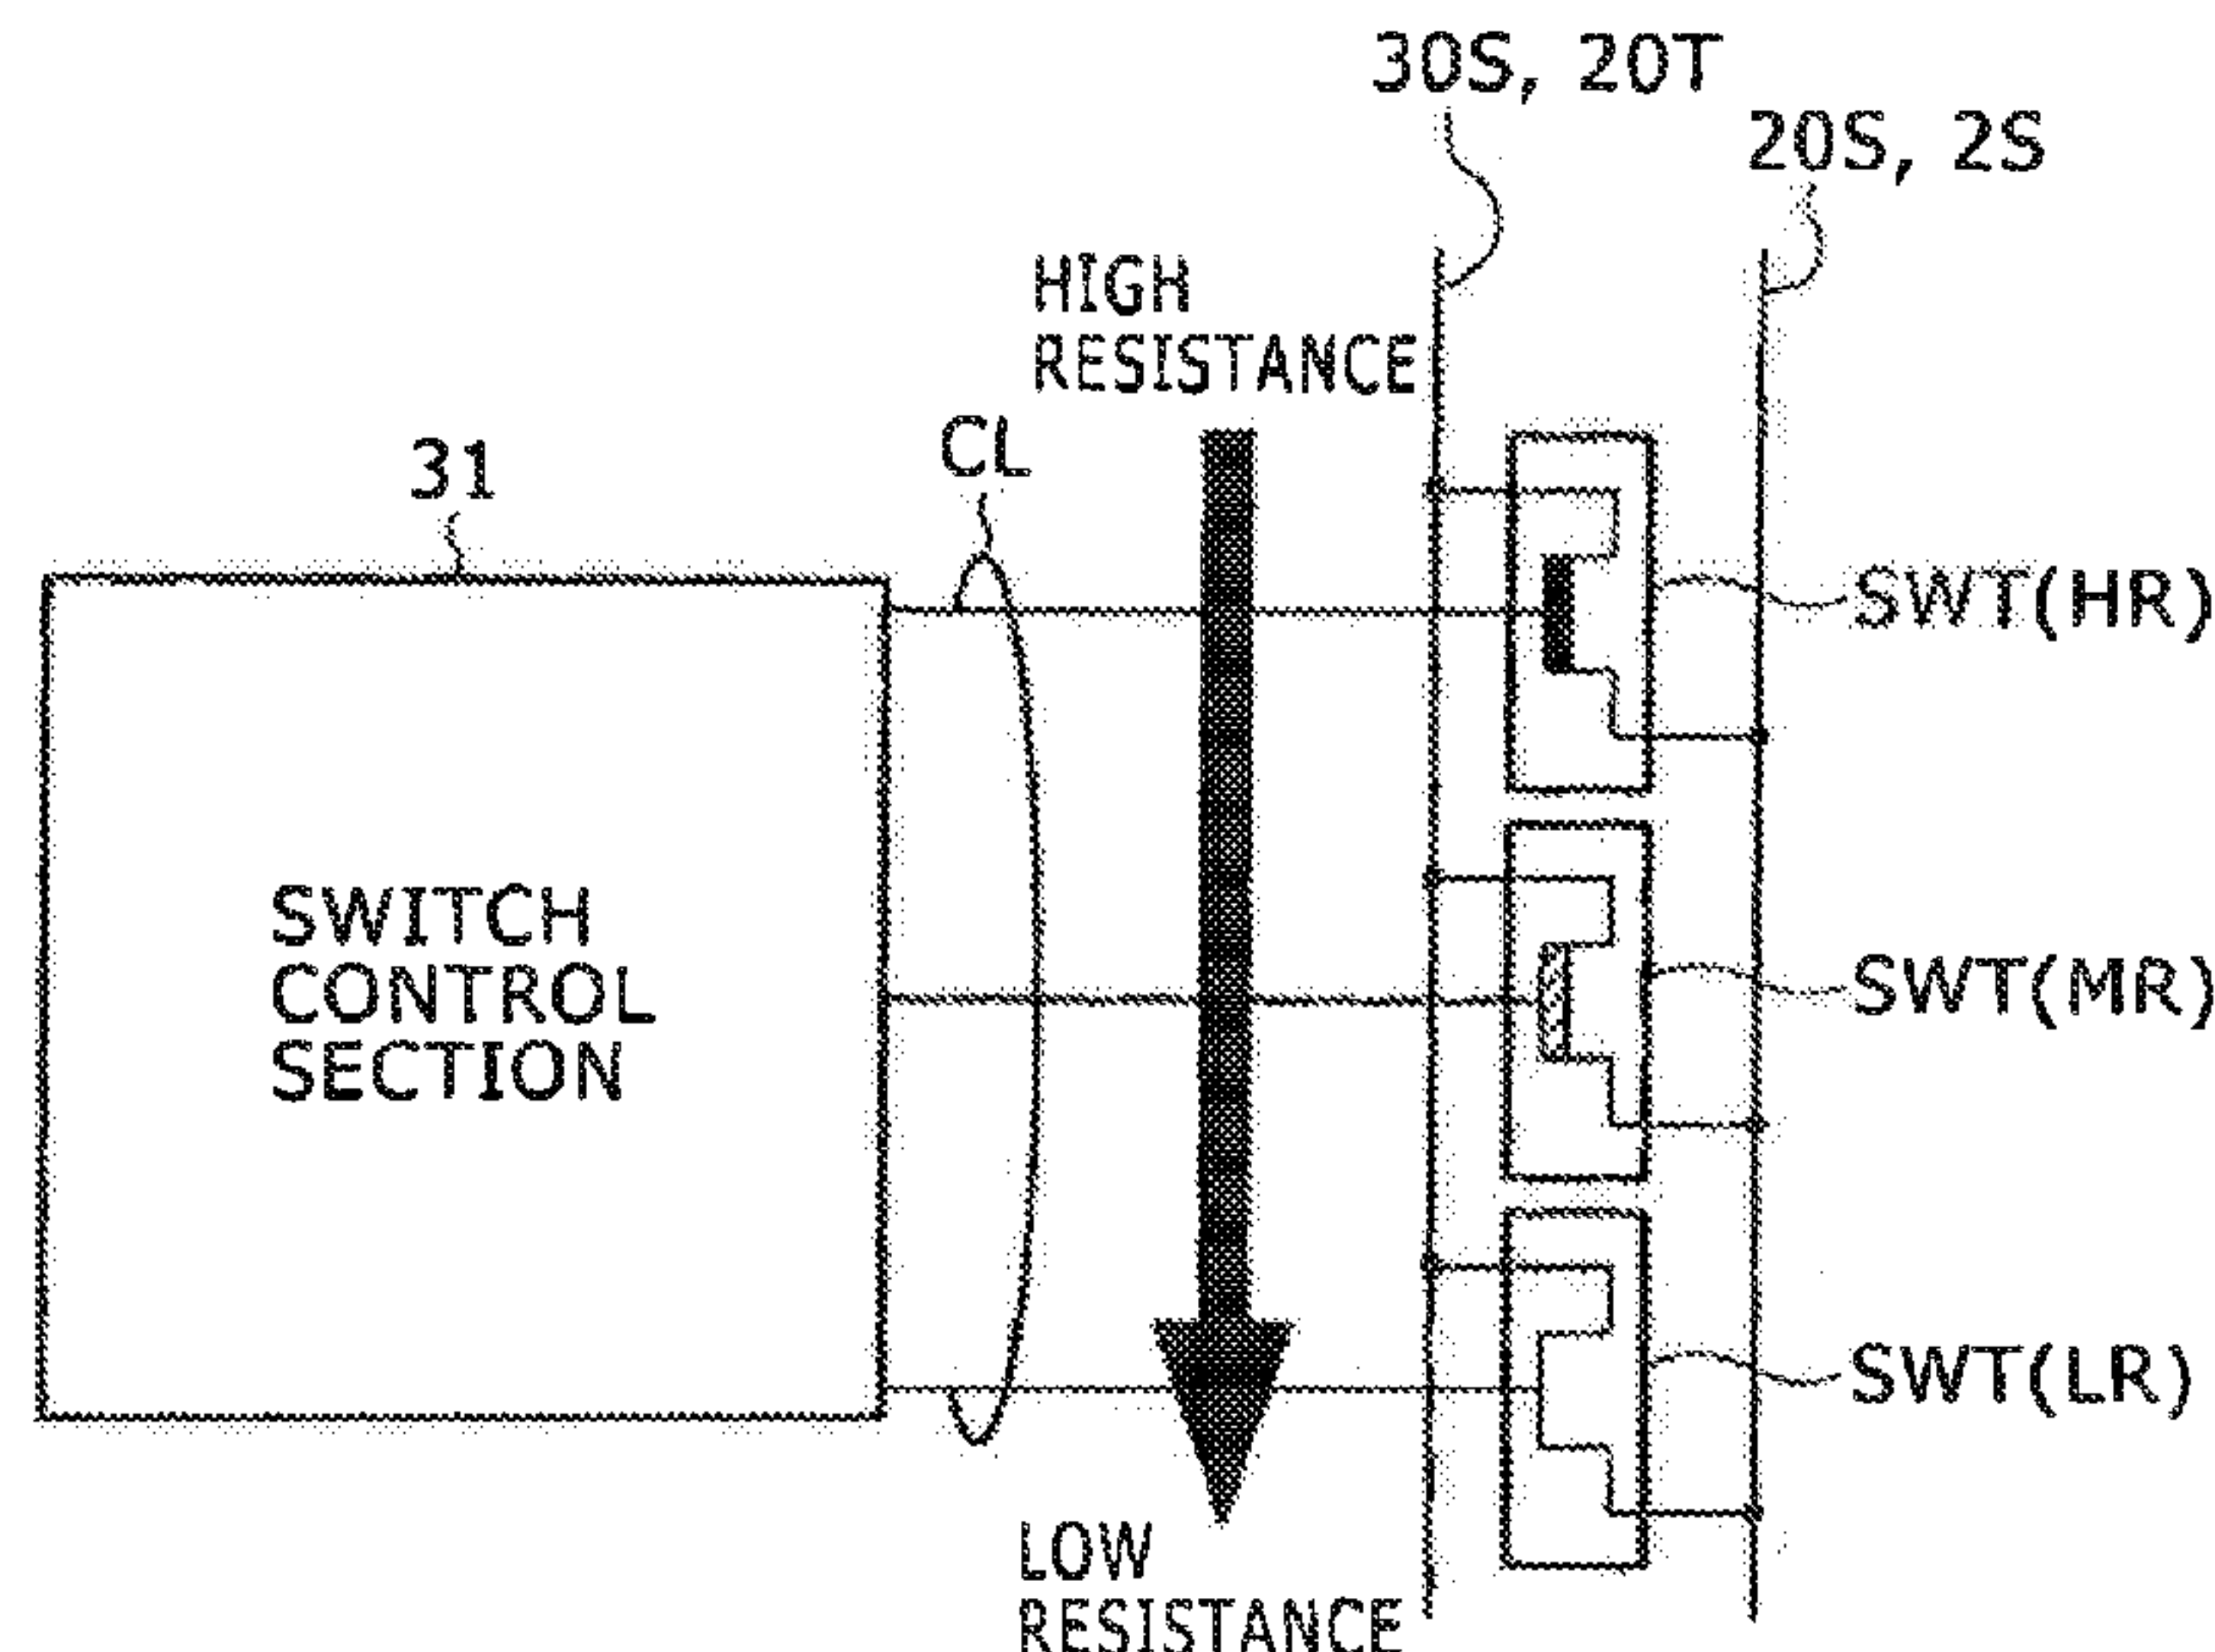 30S, 20T
20S, 2S
HIGH
RESISTANCE
CL
31
SWT(HR)
SWITCH
CONTROL
SECTION
SWT(MR)
SWT(LR)
LOW
RESISTANCE